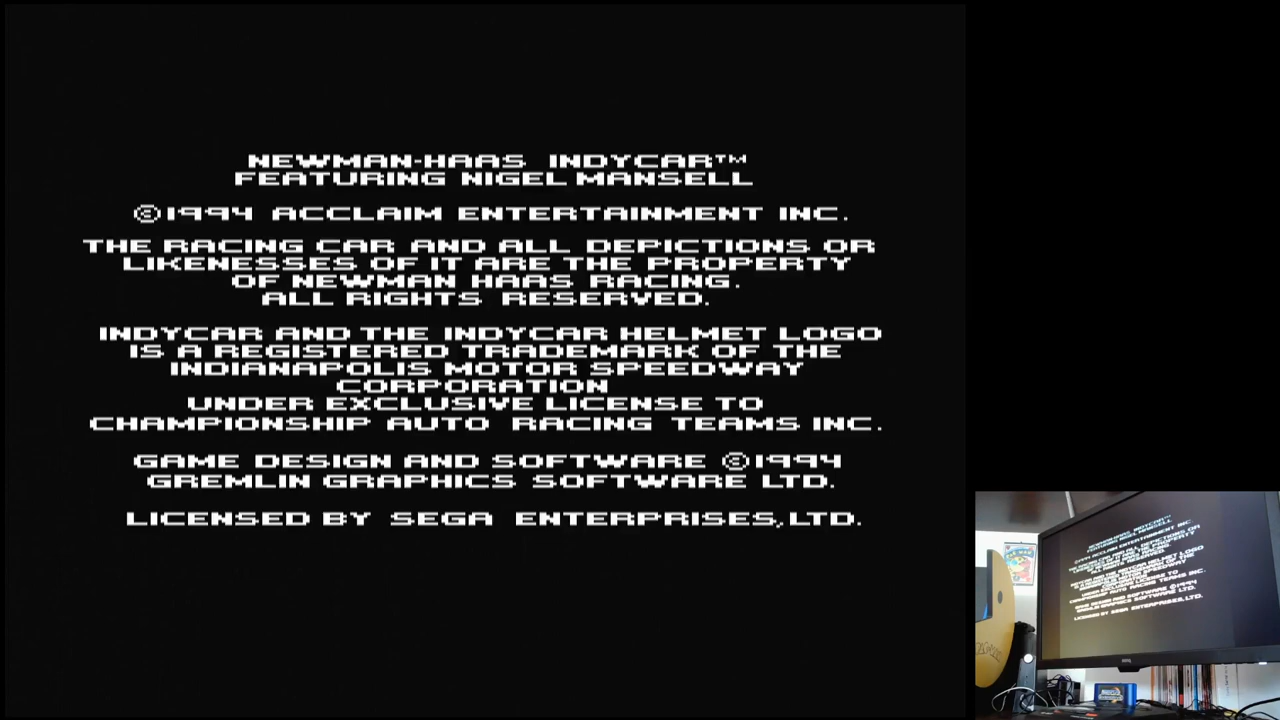 NEWMAN-HAAS INDYCAR™
FEATURING NIGEL MANSELL
©1994 ACCLAIM ENTERTAINMENT INC.
THE RACING CAR AND ALL DEPICTIONS OR
LIKENESSES OF IT ARE THE PROPERTY
OF NEWMAN HAAS RACING.
ALL RIGHTS RESERVED.
INDYCAR AND THE INDYCAR HELMET LOGO
IS A REGISTERED TRADEMARK OF THE
INDIANAPOLIS MOTOR SPEEDWAY
CORPORATION
UNDER EXCLUSIVE LICENSE TO
CHAMPIONSHIP AUTO RACING TEAMS INC.
GAME DESIGN AND SOFTWARE ©1994
GREMLIN GRAPHICS SOFTWARE LTD.
LICENSED BY SEGA ENTERPRISES,LTD.